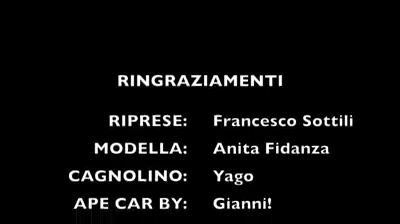 RINGRAZIAMENTI
RIPRESE: Francesco Sottili
MODELLA: Anita Fidanza
CAGNOLINO: Yago
APE CAR BY: Gianni!